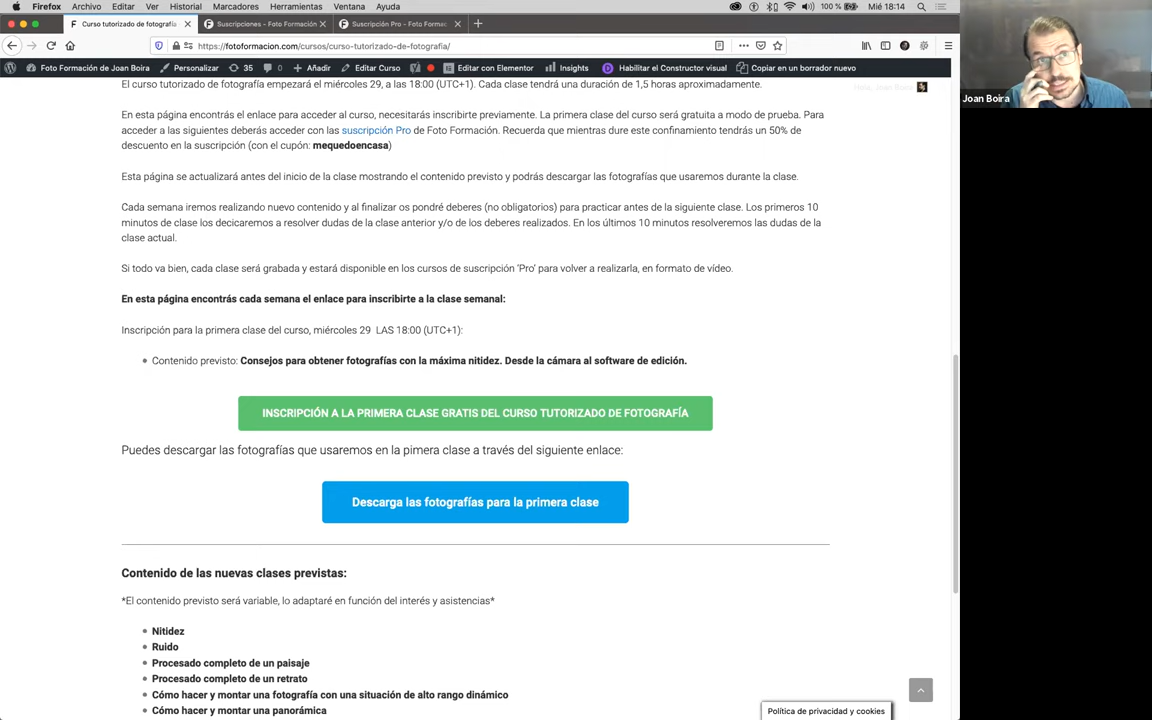 Firefox Archivo Editar Ver Historial Marcadores Herramientas Ventana Ayuda 100 % Mié 18:14
Curso tutorizado de fotografí Suscripciones - Foto Formación Suscripción Pro - Foto Formac
https://fotoformacion.com/cursos/curso-tutorizado-de-fotografia/
Foto Formación de Joan Boira Personalizar 35 0 Añadir Editar Curso Editar con Elementor Insights Habilitar el Constructor visual Copiar en un borrador nuevo
Hola, Joan Boira
Joan Boira
El curso tutorizado de fotografía empezará el miércoles 29, a las 18:00 (UTC+1). Cada clase tendrá una duración de 1,5 horas aproximadamente.
En esta página encontrás el enlace para acceder al curso, necesitarás inscribirte previamente. La primera clase del curso será gratuita a modo de prueba. Para
acceder a las siguientes deberás acceder con las suscripción Pro de Foto Formación. Recuerda que mientras dure este confinamiento tendrás un 50% de
descuento en la suscripción (con el cupón: mequedoencasa)
Esta página se actualizará antes del inicio de la clase mostrando el contenido previsto y podrás descargar las fotografías que usaremos durante la clase.
Cada semana iremos realizando nuevo contenido y al finalizar os pondré deberes (no obligatorios) para practicar antes de la siguiente clase. Los primeros 10
minutos de clase los decicaremos a resolver dudas de la clase anterior y/o de los deberes realizados. En los últimos 10 minutos resolveremos las dudas de la
clase actual.
Si todo va bien, cada clase será grabada y estará disponible en los cursos de suscripción 'Pro' para volver a realizarla, en formato de vídeo.
En esta página encontrás cada semana el enlace para inscribirte a la clase semanal:
Inscripción para la primera clase del curso, miércoles 29 LAS 18:00 (UTC+1):
Contenido previsto: Consejos para obtener fotografías con la máxima nitidez. Desde la cámara al software de edición.
INSCRIPCIÓN A LA PRIMERA CLASE GRATIS DEL CURSO TUTORIZADO DE FOTOGRAFÍA
Puedes descargar las fotografías que usaremos en la pimera clase a través del siguiente enlace:
Descarga las fotografías para la primera clase
Contenido de las nuevas clases previstas:
*El contenido previsto será variable, lo adaptaré en función del interés y asistencias*
Nitidez
Ruido
Procesado completo de un paisaje
Procesado completo de un retrato
Cómo hacer y montar una fotografía con una situación de alto rango dinámico
Cómo hacer y montar una panorámica
Política de privacidad y cookies